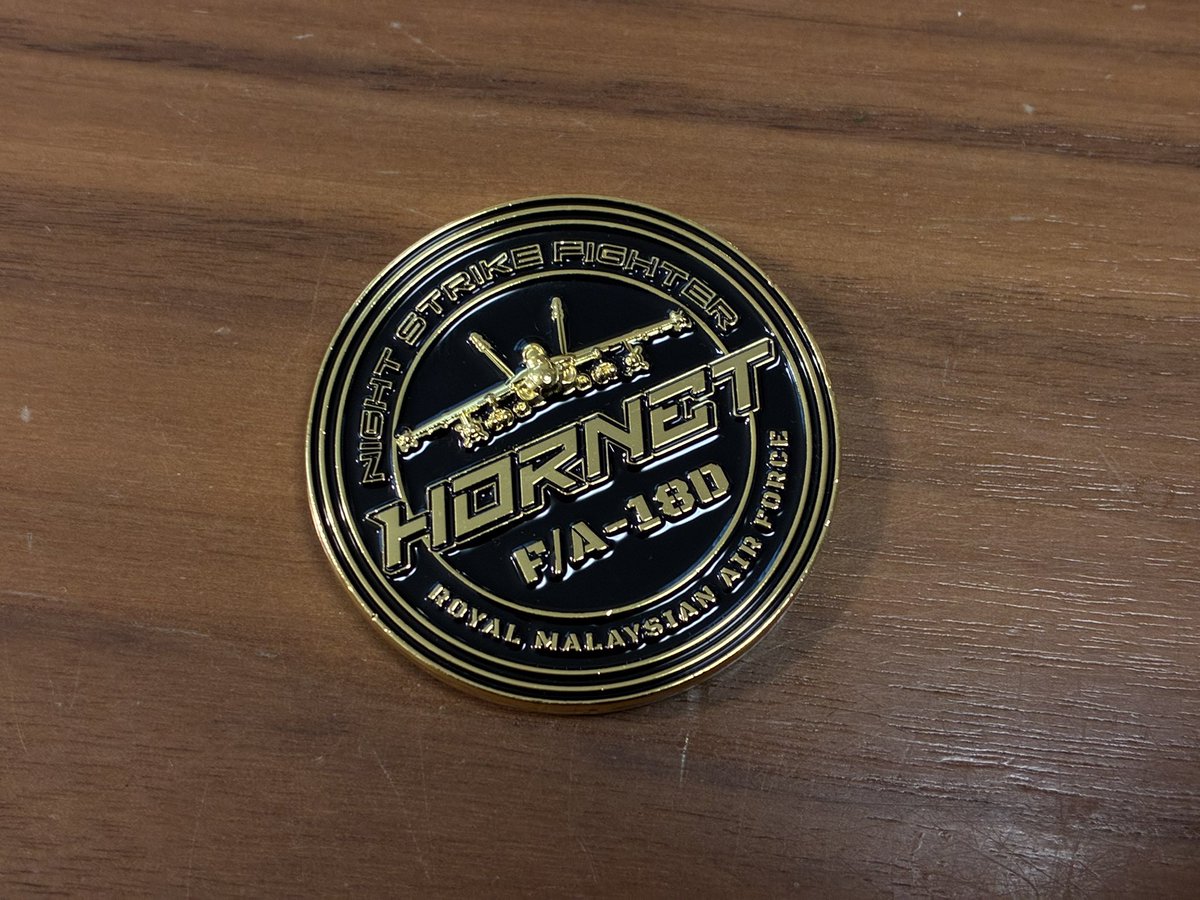 NIGHT STRIKE FIGHTER
HORNET
F/A-18D
ROYAL MALAYSIAN AIR FORCE